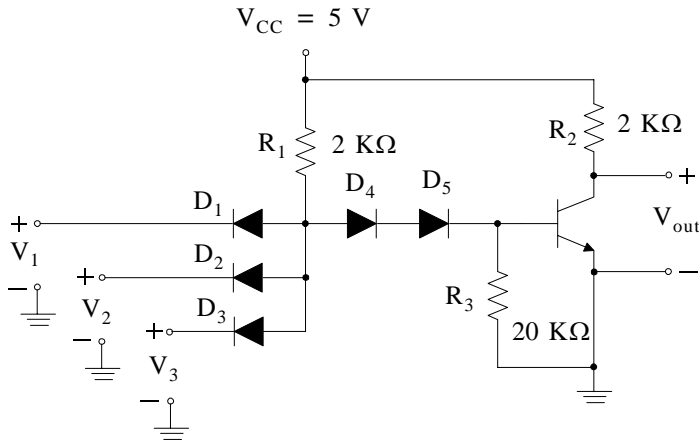 V_CC = 5 V
R_1 2 KΩ
R_2 2 KΩ
D_1
D_4
D_5
+
+
V_1
V_out
D_2
−
+
−
V_2
D_3
R_3
+
20 KΩ
−
V_3
−